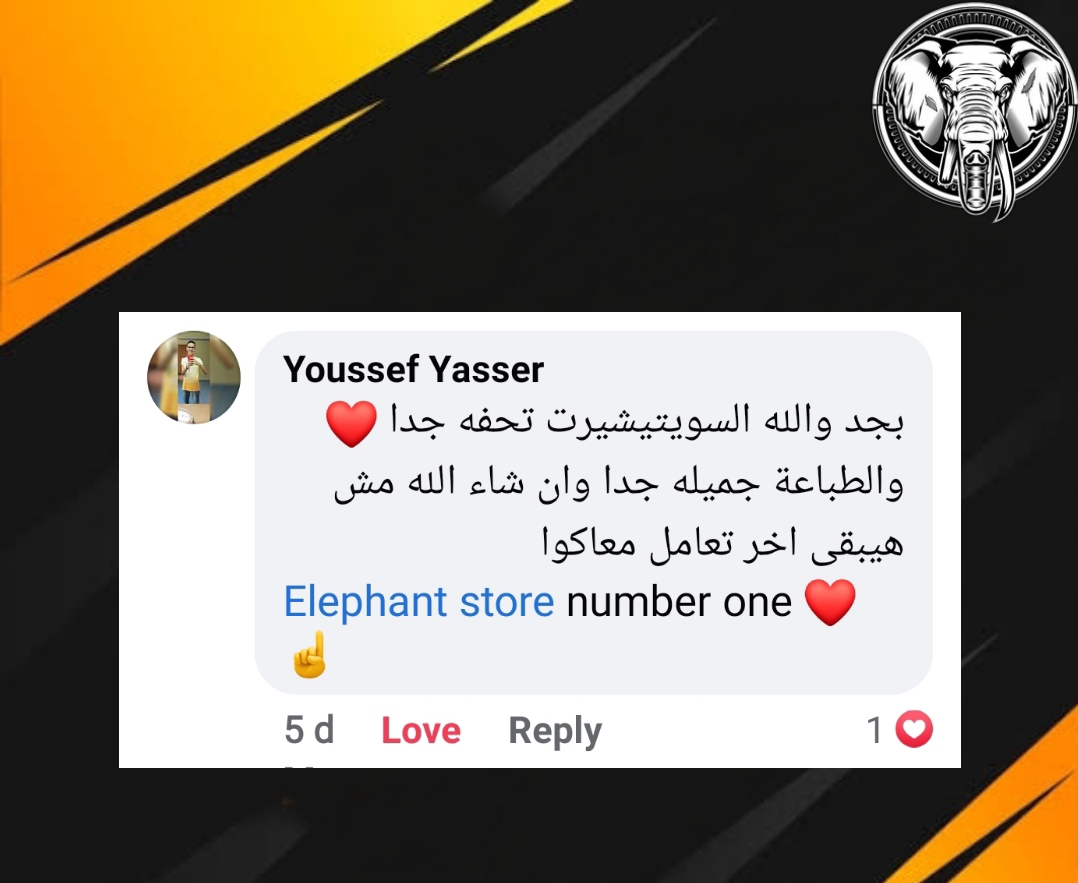 Youssef Yasser
بجد والله السويتيشيرت تحفه جدا ❤️
والطباعة جميله جدا وان شاء الله مش
هيبقى اخر تعامل معاكوا
Elephant store number one ❤️
☝️
5 d Love Reply 1